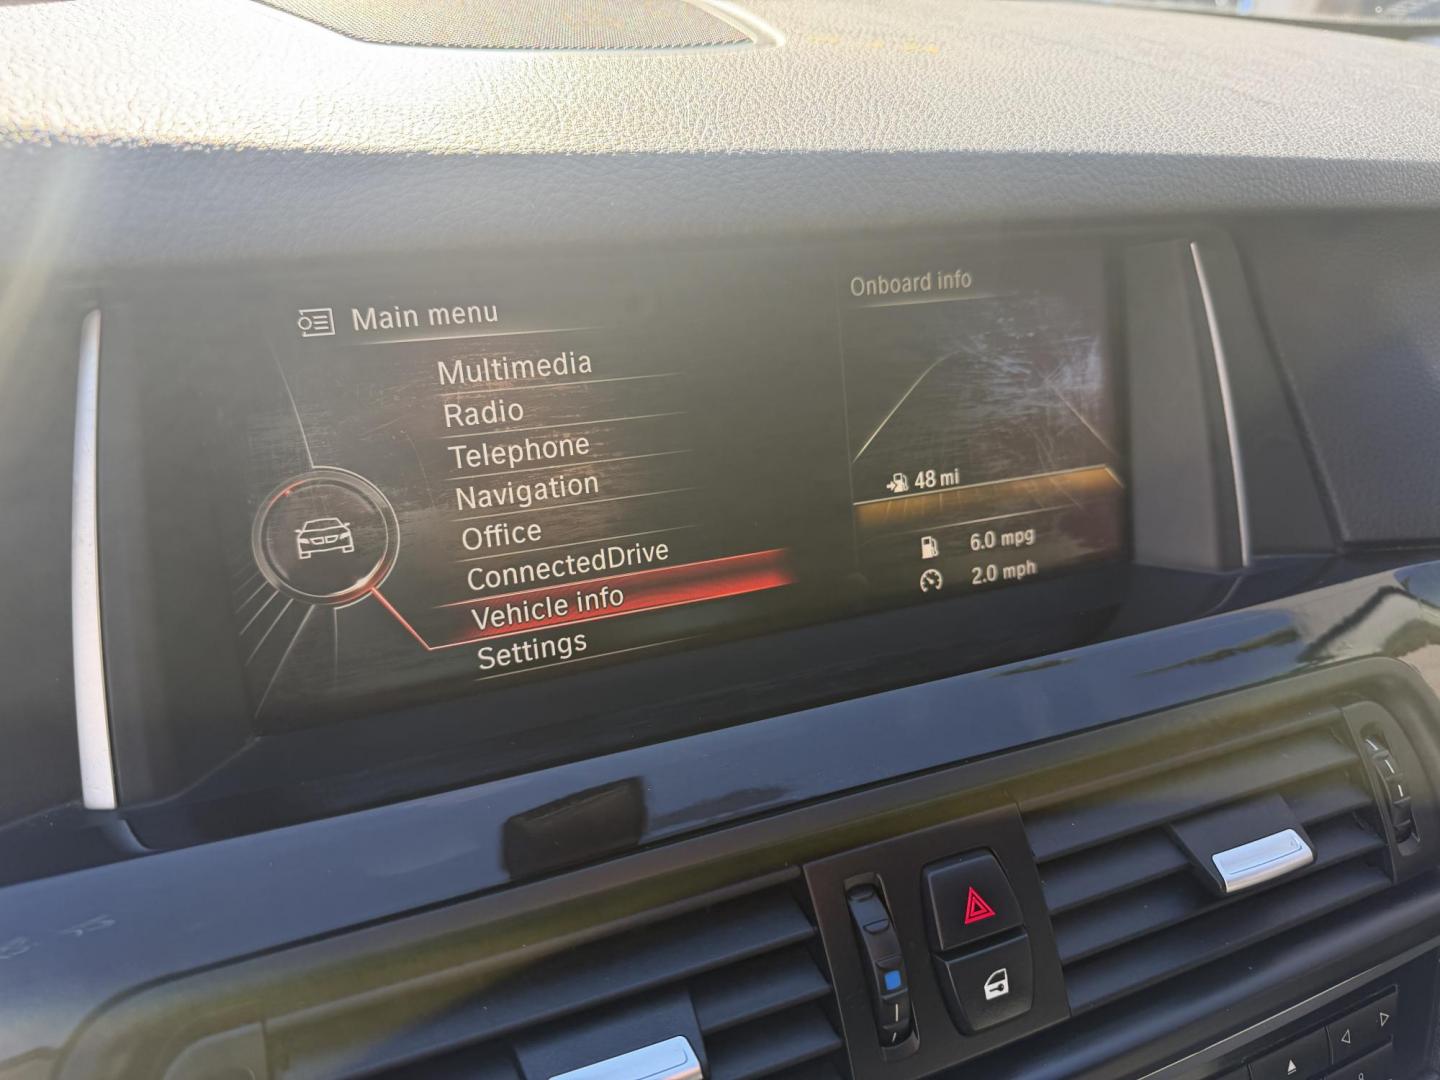 Main menu
Multimedia
Radio
Telephone
Navigation
Office
ConnectedDrive
Vehicle info
Settings
Onboard info
48 mi
6.0 mpg
2.0 mph